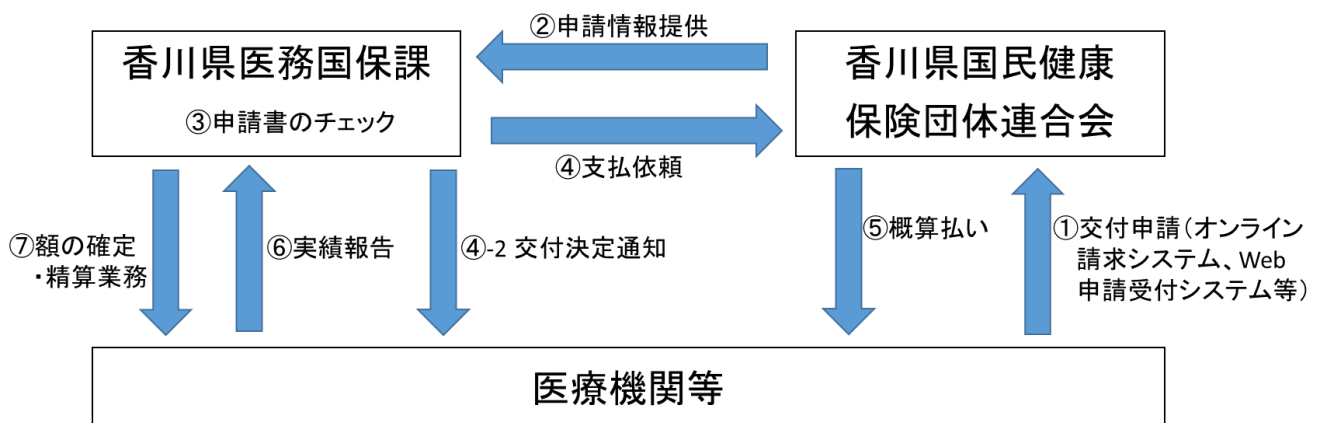 ②申請情報提供
香川県医務国保課
③申請書のチェック
香川県国民健康
保険団体連合会
④支払依頼
⑦額の確定
・精算業務
⑥実績報告
④-2 交付決定通知
⑤概算払い
①交付申請(オンライン
請求システム、Web
申請受付システム等)
医療機関等